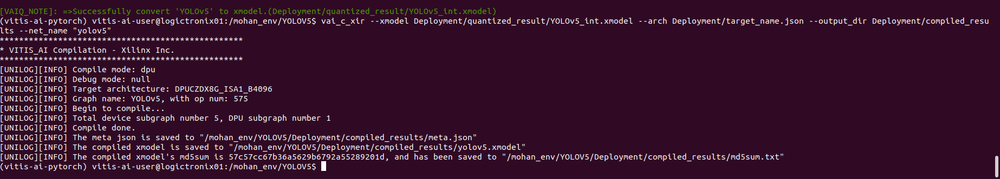 [VAIQ_NOTE]: =>Successfully convert 'YOLOv5' to xmodel.(Deployment/quantized_result/YOLOv5_int.xmodel)
(vitis-ai-pytorch) vitis-ai-user@logictronix01:/mohan_env/YOLOV5$ vai_c_xir --xmodel Deployment/quantized_result/YOLOv5_int.xmodel --arch Deployment/target_name.json --output_dir Deployment/compiled_resu
lts --net_name "yolov5"
**************************************************
* VITIS_AI Compilation - Xilinx Inc.
**************************************************
[UNILOG][INFO] Compile mode: dpu
[UNILOG][INFO] Debug mode: null
[UNILOG][INFO] Target architecture: DPUCZDX8G_ISA1_B4096
[UNILOG][INFO] Graph name: YOLOv5, with op num: 575
[UNILOG][INFO] Begin to compile...
[UNILOG][INFO] Total device subgraph number 5, DPU subgraph number 1
[UNILOG][INFO] Compile done.
[UNILOG][INFO] The meta json is saved to "/mohan_env/YOLOV5/Deployment/compiled_results/meta.json"
[UNILOG][INFO] The compiled xmodel is saved to "/mohan_env/YOLOV5/Deployment/compiled_results/yolov5.xmodel"
[UNILOG][INFO] The compiled xmodel's md5sum is 57c57cc67b36a5629b6792a55289201d, and has been saved to "/mohan_env/YOLOV5/Deployment/compiled_results/md5sum.txt"
(vitis-ai-pytorch) vitis-ai-user@logictronix01:/mohan_env/YOLOV5$